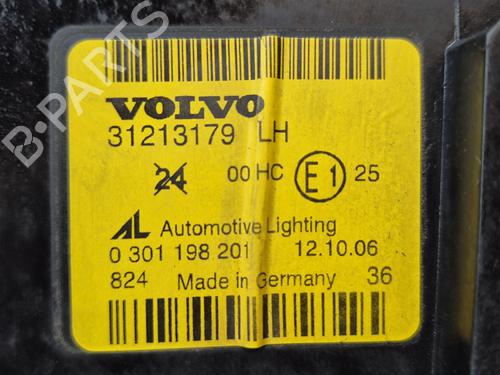 VOLVO
31213179 LH
24 00 HC E1 25
AL Automotive Lighting
0 301 198 201 12.10.06
824 Made in Germany 36